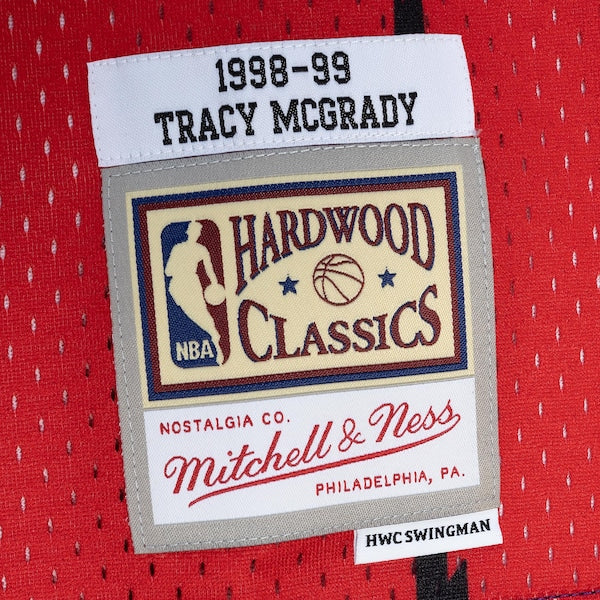 1998-99
TRACY MCGRADY
HARDWOOD
CLASSICS
NBA
NOSTALGIA CO.
Mitchell & Ness
PHILADELPHIA, PA.
HWC SWINGMAN